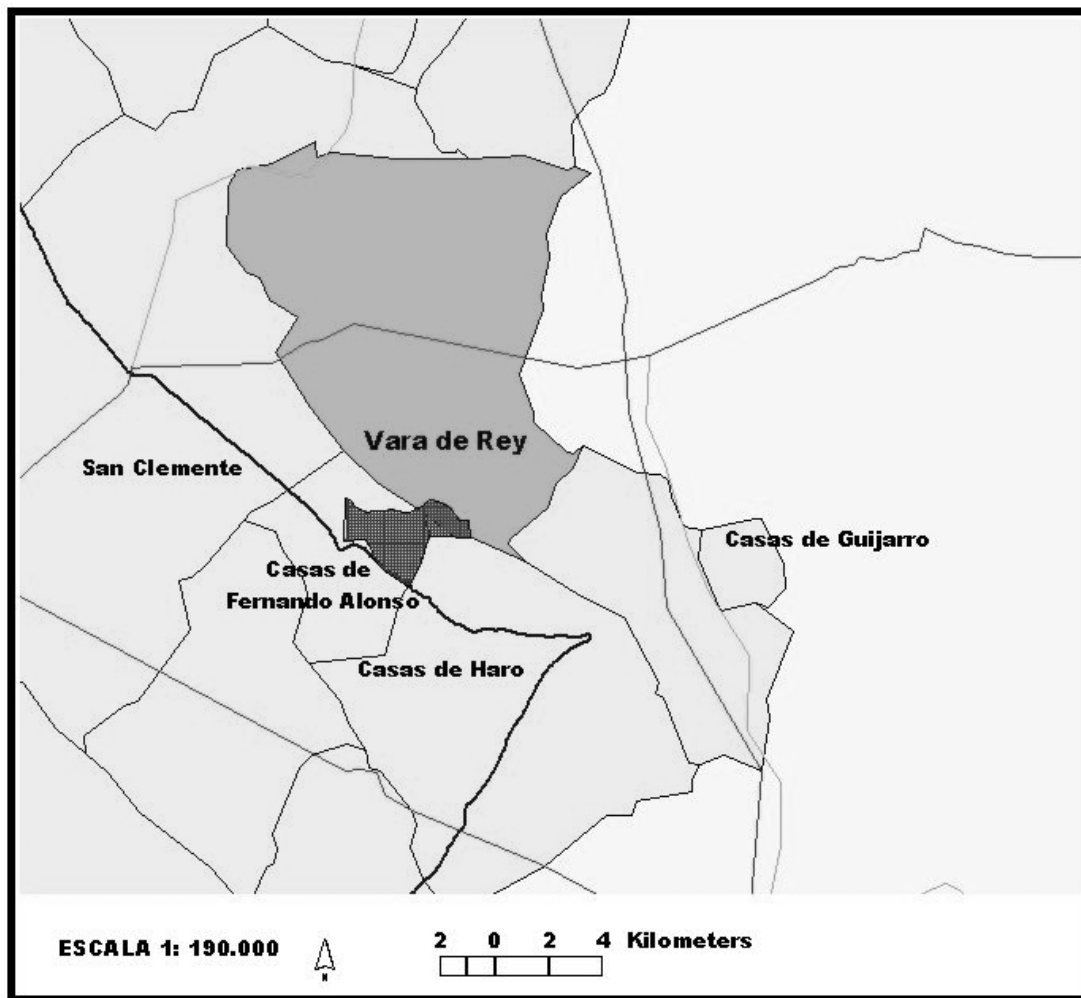 Vara de Rey
San Clemente
Casas de Guijarro
Casas de
Fernando Alonso
Casas de Haro
ESCALA 1: 190.000
N
2 0 2 4 Kilometers